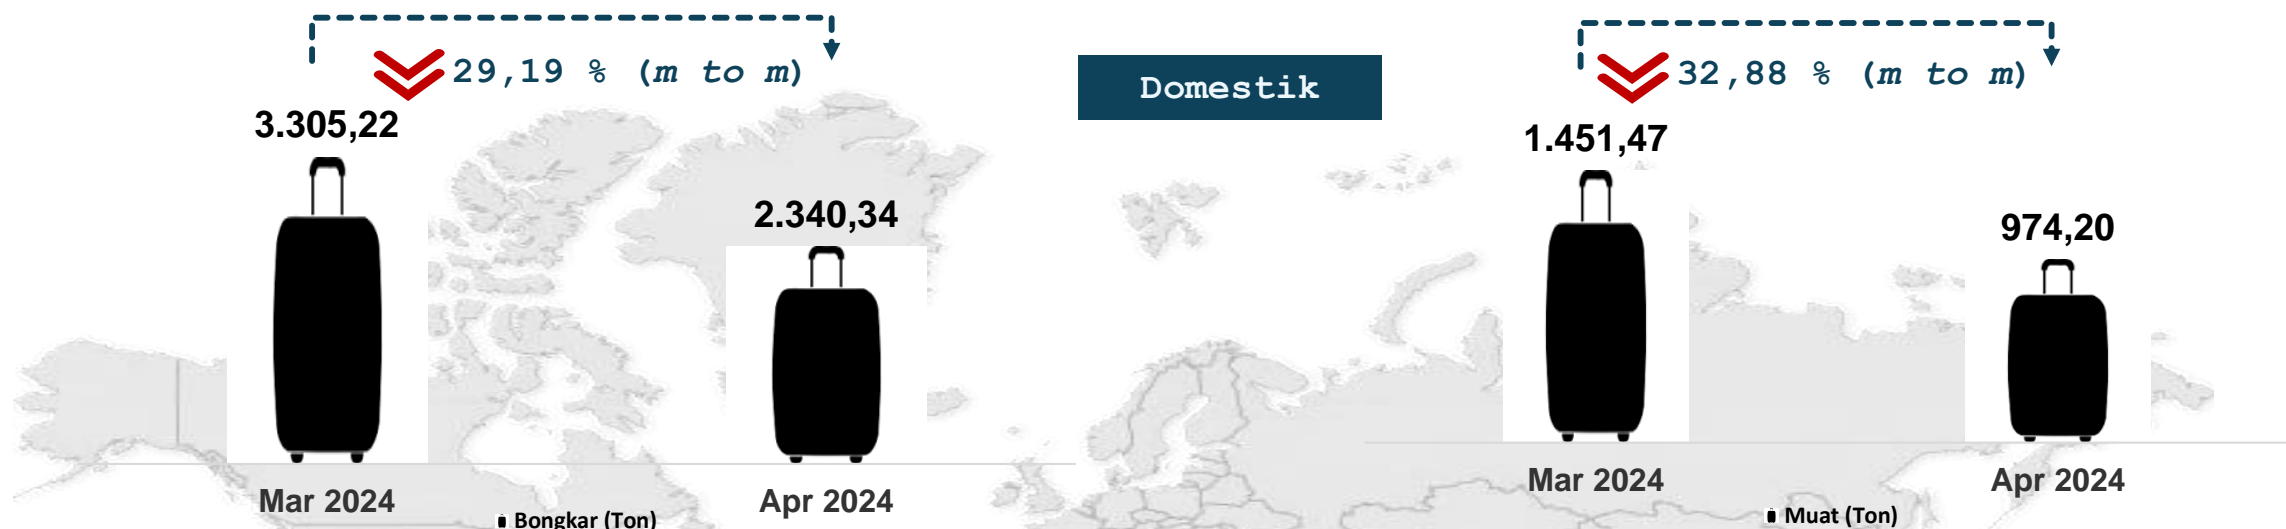 29,19 % (m to m)
3.305,22
2.340,34
Mar 2024
Apr 2024
Bongkar (Ton)
Domestik
32,88 % (m to m)
1.451,47
974,20
Mar 2024
Apr 2024
Muat (Ton)